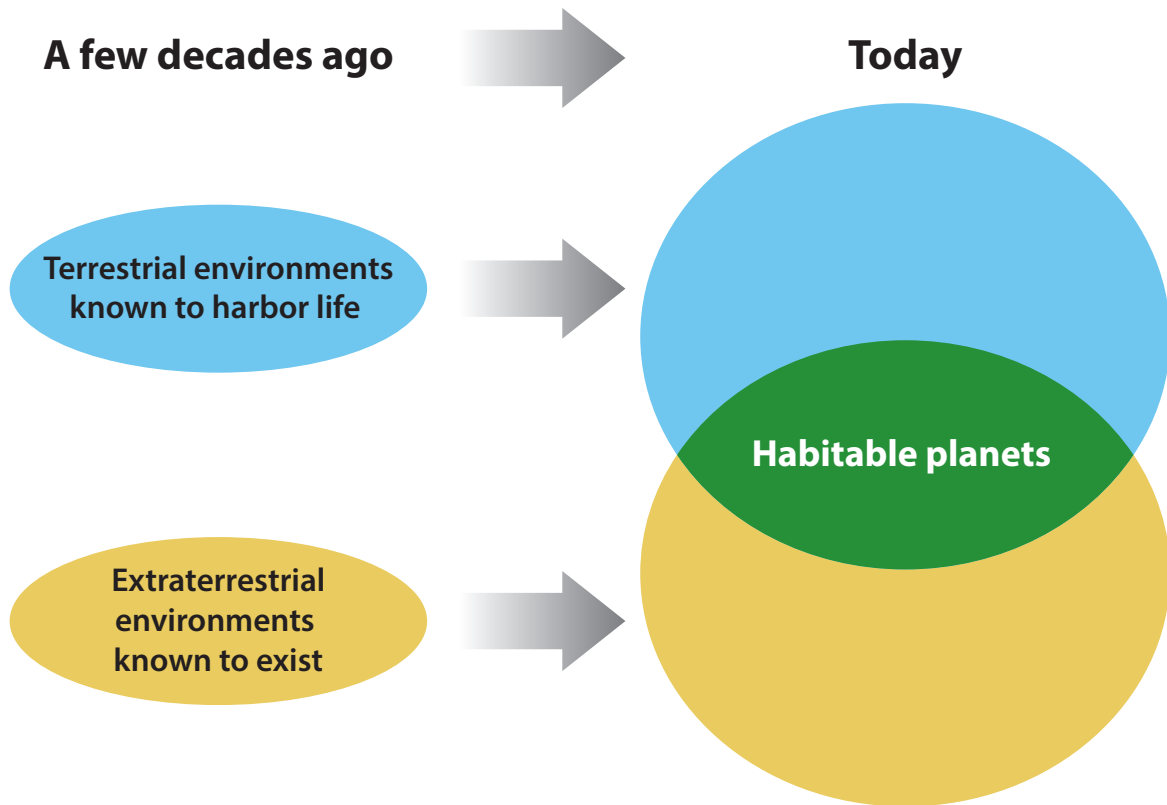 A few decades ago
Today
Terrestrial environments
known to harbor life
Habitable planets
Extraterrestrial
environments
known to exist